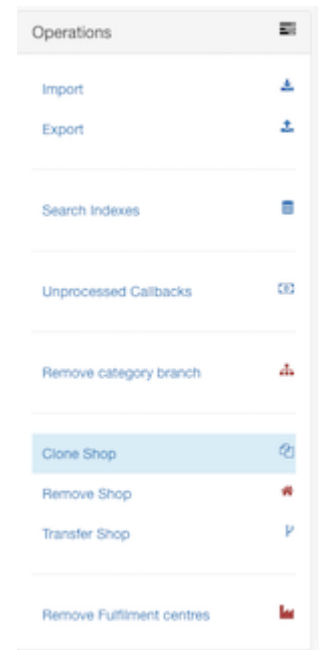 Operations
Import
Export
Search Indexes
Unprocessed Callbacks
Remove category branch
Clone Shop
Remove Shop
Transfer Shop
Remove Fulfilment centres